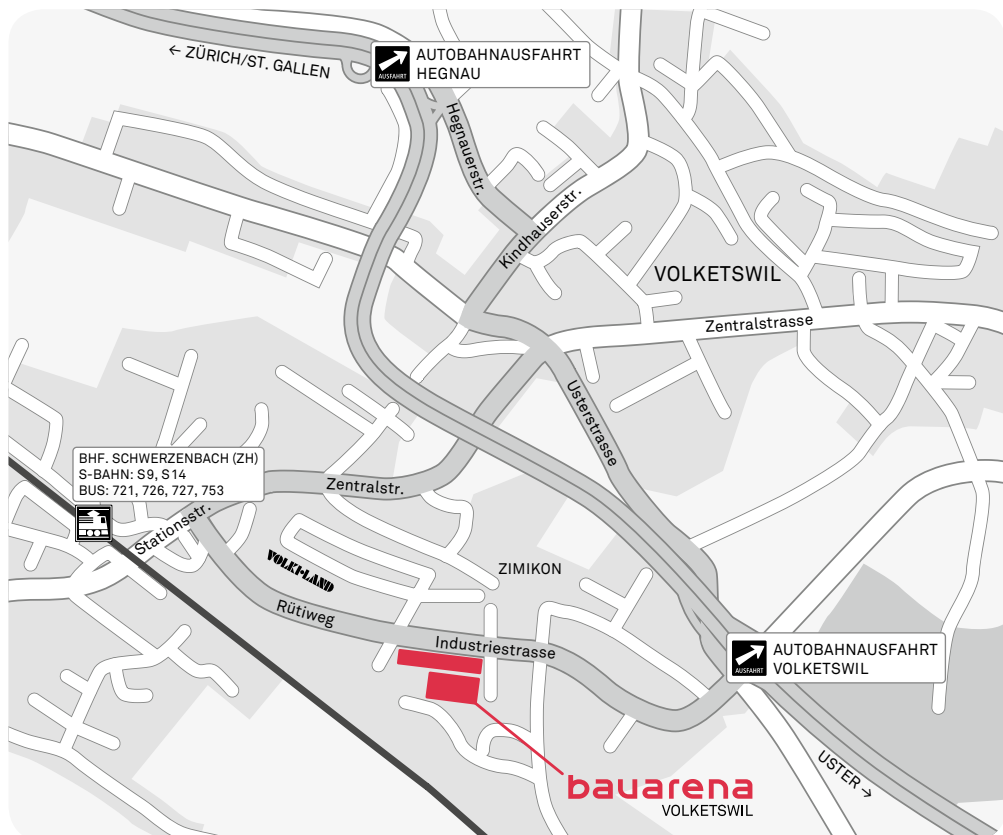 ← ZÜRICH/ST. GALLEN
AUSFAHRT
AUTOBAHNAUSFAHRT
HEGNAU
Hegnauerstr.
Kindhauserstr.
VOLKETSWIL
Zentralstrasse
Usterstrasse
BHF. SCHWERZENBACH (ZH)
S-BAHN: S9, S14
BUS: 721, 726, 727, 753
Zentralstr.
Stationsstr.
VOLKI-LAND
ZIMIKON
Rütiweg
Industriestrasse
AUSFAHRT
AUTOBAHNAUSFAHRT
VOLKETSWIL
USTER →
bauarena
VOLKETSWIL